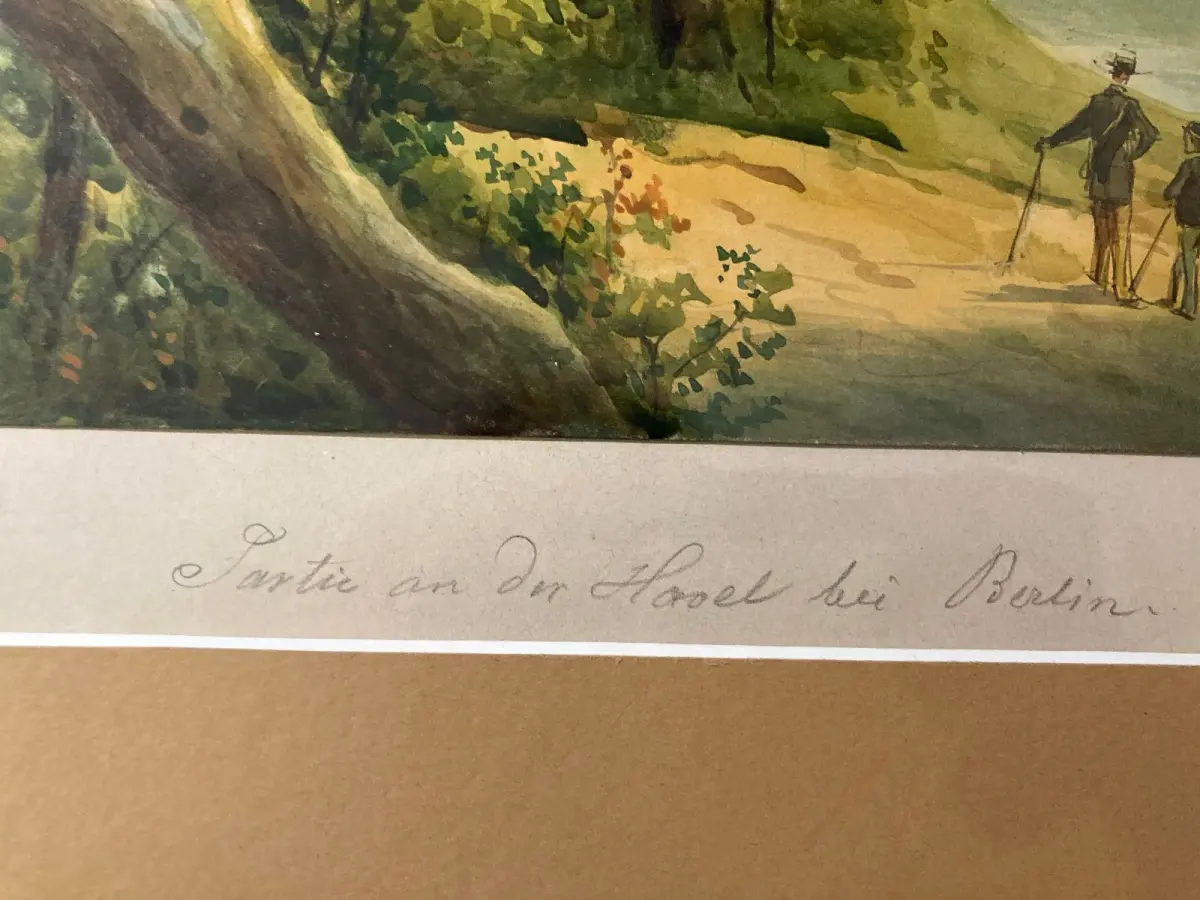 Partie an der Havel bei Berlin.